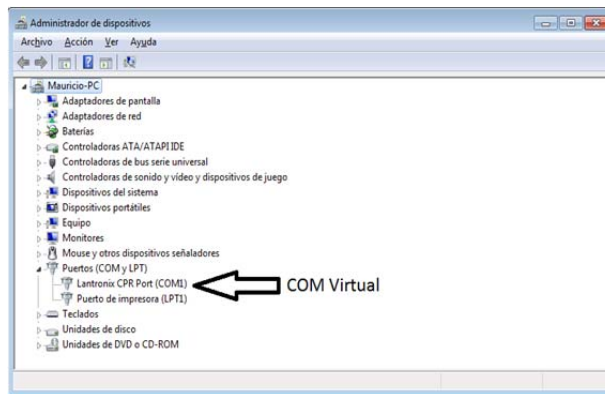 Administrador de dispositivos
Archivo Acción Ver Ayuda
Mauricio-PC
Adaptadores de pantalla
Adaptadores de red
Baterías
Controladoras ATA/ATAPI IDE
Controladoras de bus serie universal
Controladoras de sonido y vídeo y dispositivos de juego
Dispositivos del sistema
Dispositivos portátiles
Equipo
Monitores
Mouse y otros dispositivos señaladores
Puertos (COM y LPT)
Lantronix CPR Port (COM1) COM Virtual
Puerto de impresora (LPT1)
Teclados
Unidades de disco
Unidades de DVD o CD-ROM